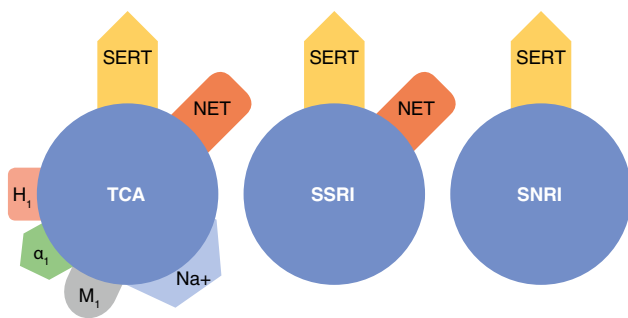 SERT
NET
TCA
H₁
α₁
M₁
Na+
SERT
NET
SSRI
SERT
SNRI